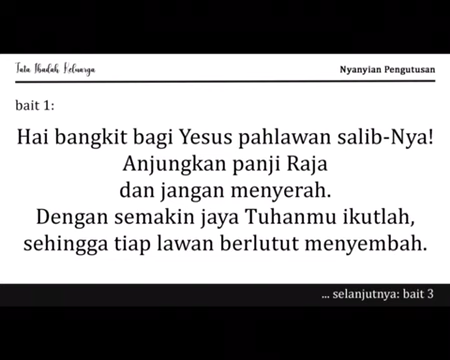 Tata Ibadah Keluarga
Nyanyian Pengutusan
bait 1:
Hai bangkit bagi Yesus pahlawan salib-Nya!
Anjungkan panji Raja
dan jangan menyerah.
Dengan semakin jaya Tuhanmu ikutlah,
sehingga tiap lawan berlutut menyembah.
... selanjutnya: bait 3